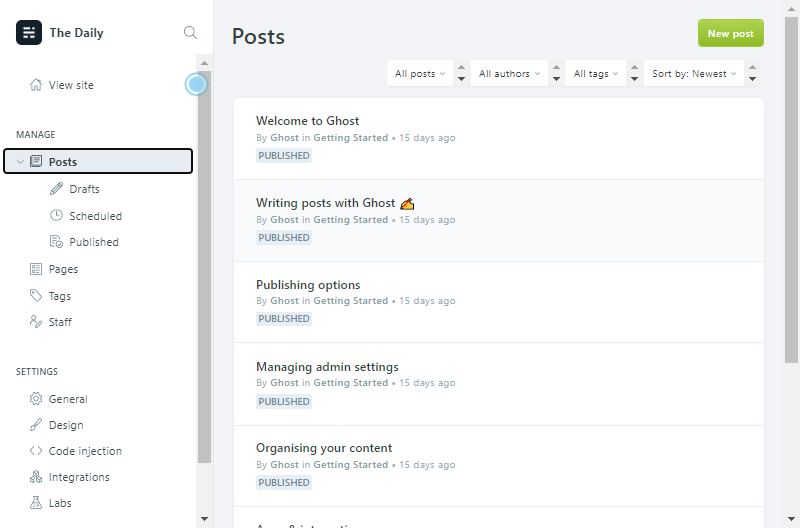 The Daily
View site
MANAGE
Posts
Drafts
Scheduled
Published
Pages
Tags
Staff
SETTINGS
General
Design
Code injection
Integrations
Labs
Posts
New post
All posts
All authors
All tags
Sort by: Newest
Welcome to Ghost
By Ghost in Getting Started • 15 days ago
PUBLISHED
Writing posts with Ghost ✍
By Ghost in Getting Started • 15 days ago
PUBLISHED
Publishing options
By Ghost in Getting Started • 15 days ago
PUBLISHED
Managing admin settings
By Ghost in Getting Started • 15 days ago
PUBLISHED
Organising your content
By Ghost in Getting Started • 15 days ago
PUBLISHED